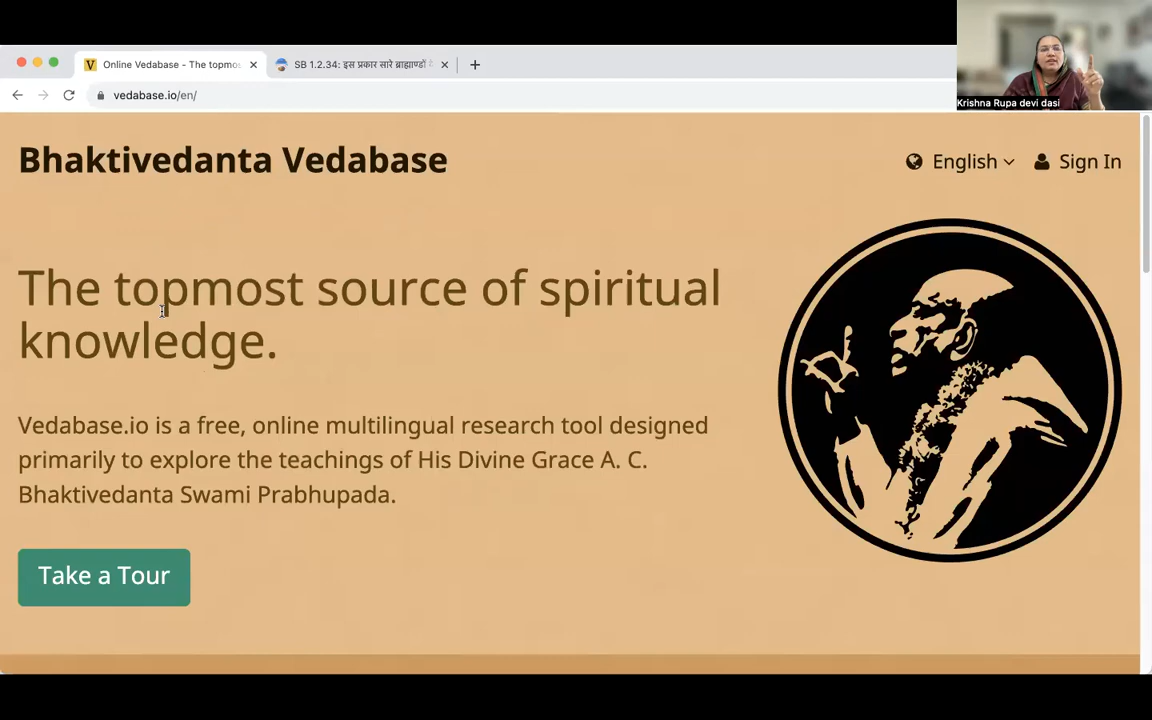 Online Vedabase - The topmos
SB 1.2.34: इस प्रकार सारे ब्राह्माण्डों
vedabase.io/en/
Krishna Rupa devi dasi
Bhaktivedanta Vedabase
English
Sign In
The topmost source of spiritual
knowledge.
Vedabase.io is a free, online multilingual research tool designed
primarily to explore the teachings of His Divine Grace A. C.
Bhaktivedanta Swami Prabhupada.
Take a Tour